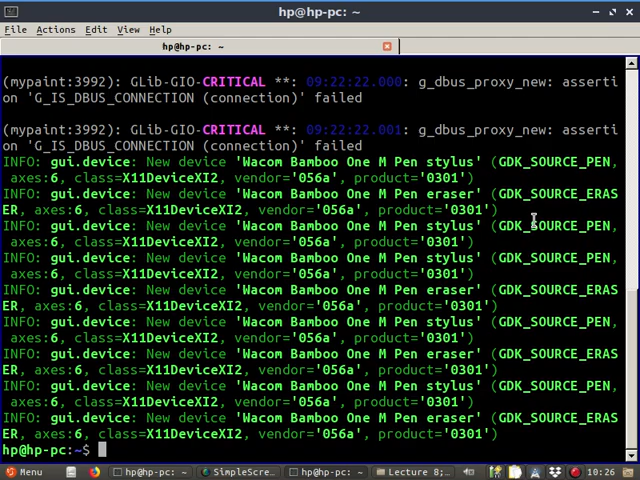 hp@hp-pc: ~
File Actions Edit View Help
hp@hp-pc: ~
(mypaint:3992): GLib-GIO-CRITICAL **: 09:22:22.000: g_dbus_proxy_new: asserti
on 'G_IS_DBUS_CONNECTION (connection)' failed
(mypaint:3992): GLib-GIO-CRITICAL **: 09:22:22.001: g_dbus_proxy_new: asserti
on 'G_IS_DBUS_CONNECTION (connection)' failed
INFO: gui.device: New device 'Wacom Bamboo One M Pen stylus' (GDK_SOURCE_PEN,
axes:6, class=X11DeviceXI2, vendor='056a', product='0301')
INFO: gui.device: New device 'Wacom Bamboo One M Pen eraser' (GDK_SOURCE_ERAS
ER, axes:6, class=X11DeviceXI2, vendor='056a', product='0301')
INFO: gui.device: New device 'Wacom Bamboo One M Pen stylus' (GDK_SOURCE_PEN,
axes:6, class=X11DeviceXI2, vendor='056a', product='0301')
INFO: gui.device: New device 'Wacom Bamboo One M Pen stylus' (GDK_SOURCE_PEN,
axes:6, class=X11DeviceXI2, vendor='056a', product='0301')
INFO: gui.device: New device 'Wacom Bamboo One M Pen eraser' (GDK_SOURCE_ERAS
ER, axes:6, class=X11DeviceXI2, vendor='056a', product='0301')
INFO: gui.device: New device 'Wacom Bamboo One M Pen stylus' (GDK_SOURCE_PEN,
axes:6, class=X11DeviceXI2, vendor='056a', product='0301')
INFO: gui.device: New device 'Wacom Bamboo One M Pen eraser' (GDK_SOURCE_ERAS
ER, axes:6, class=X11DeviceXI2, vendor='056a', product='0301')
INFO: gui.device: New device 'Wacom Bamboo One M Pen stylus' (GDK_SOURCE_PEN,
axes:6, class=X11DeviceXI2, vendor='056a', product='0301')
INFO: gui.device: New device 'Wacom Bamboo One M Pen eraser' (GDK_SOURCE_ERAS
ER, axes:6, class=X11DeviceXI2, vendor='056a', product='0301')
hp@hp-pc:~$
Menu hp@hp-pc: ~ SimpleScre... hp@hp-pc: ~ Lecture 8;... 10:26